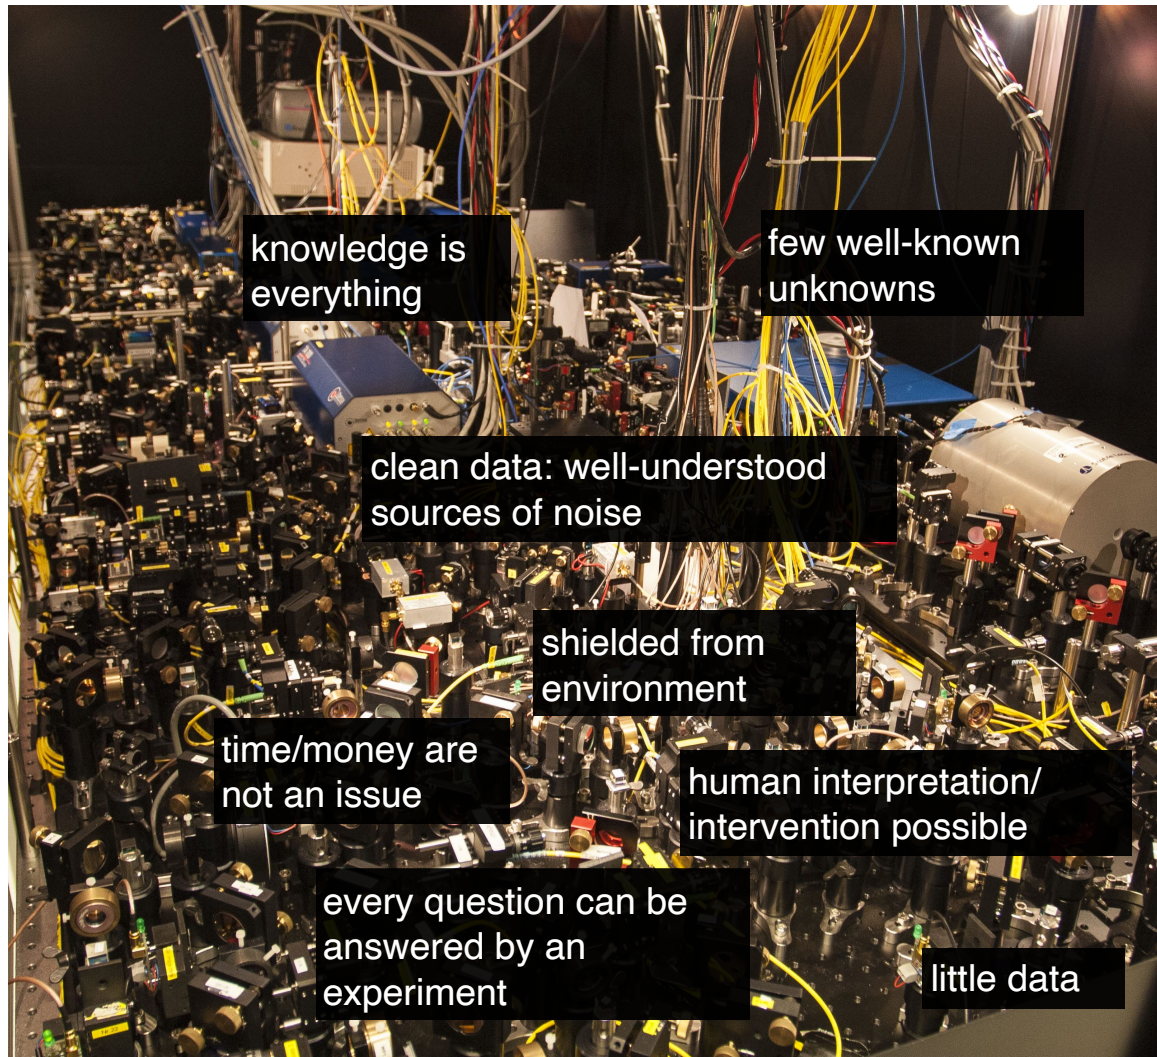 knowledge is
everything
few well-known
unknowns
clean data: well-understood
sources of noise
shielded from
environment
time/money are
not an issue
human interpretation/
intervention possible
every question can be
answered by an
experiment
little data